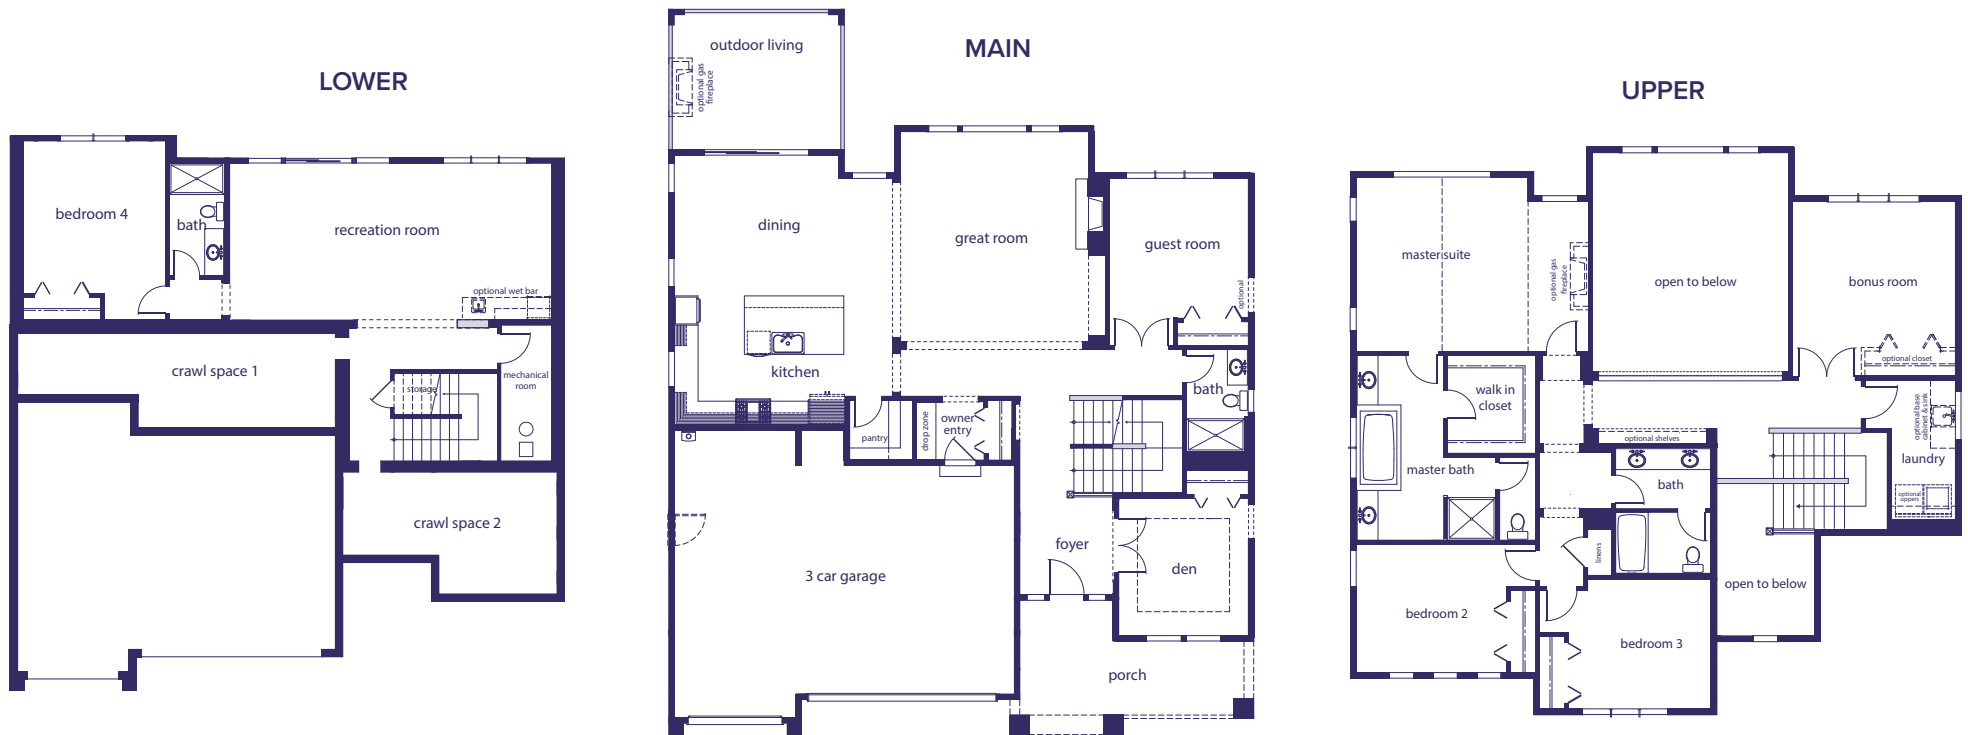 LOWER
bedroom 4
bath
recreation room
optional wet bar
crawl space 1
storage
mechanical
room
crawl space 2
MAIN
outdoor living
optional gas
fireplace
dining
great room
guest room
optional
kitchen
bath
pantry
drop zone
owner
entry
foyer
den
3 car garage
porch
UPPER
master suite
optional gas
fireplace
open to below
bonus room
optional closet
walk in
closet
optional base
cabinet & sink
optional shelves
master bath
bath
laundry
optional
uppers
linens
open to below
bedroom 2
bedroom 3